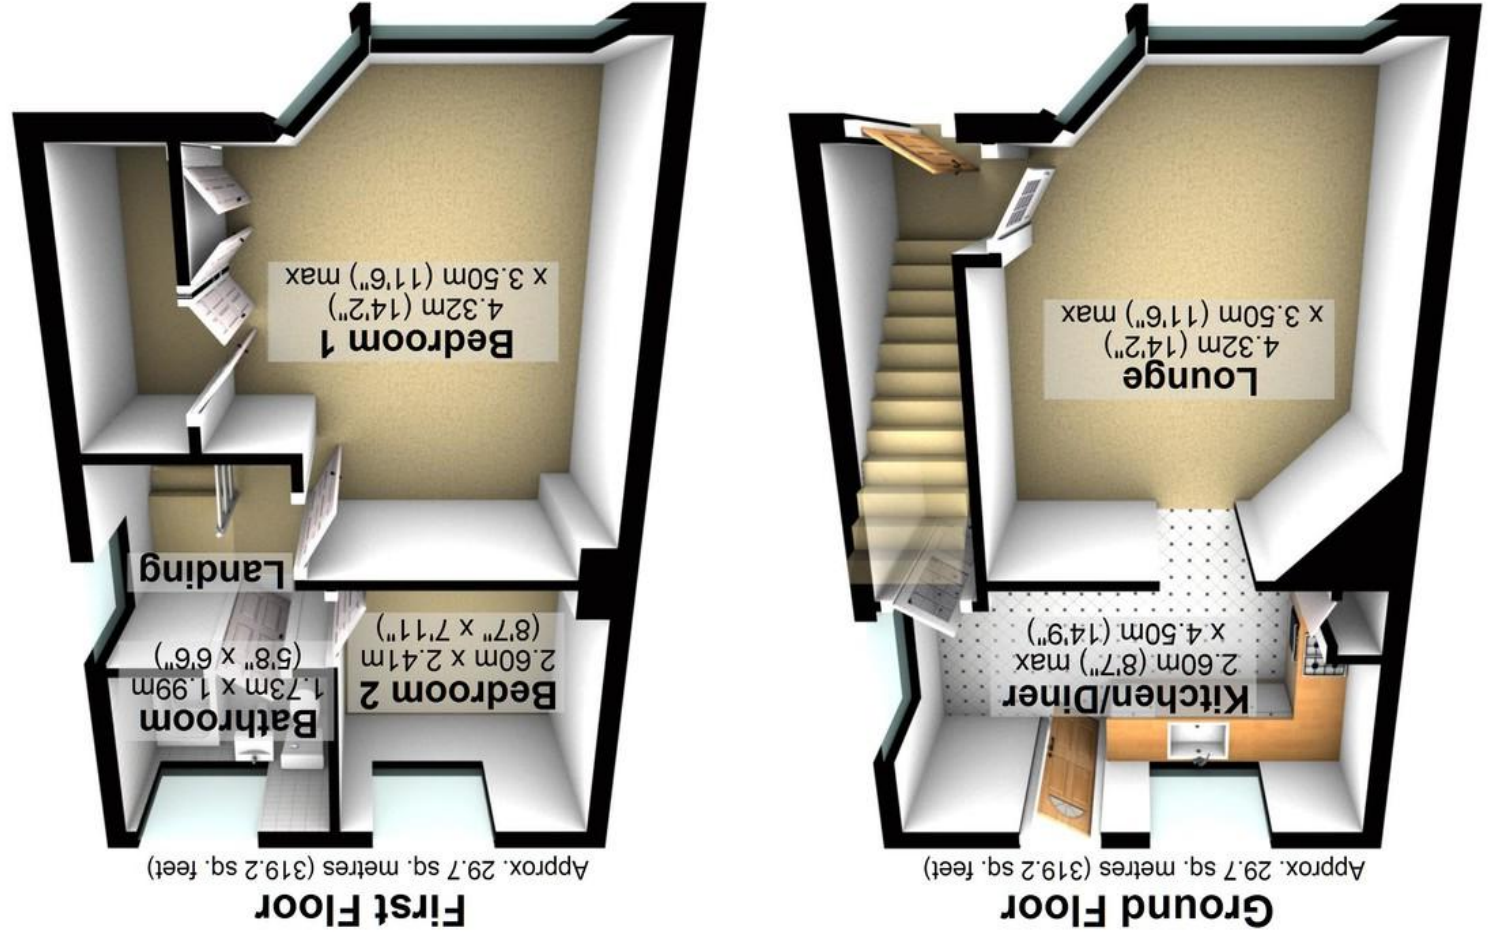 Ground Floor
Approx. 29.7 sq. metres (319.2 sq. feet)
Kitchen/Diner
2.60m (8'7") max
x 4.50m (14'9")
Lounge
4.32m (14'2")
x 3.50m (11'6") max
First Floor
Approx. 29.7 sq. metres (319.2 sq. feet)
Bedroom 2
2.60m x 2.41m
(8'7" x 7'11")
Bathroom
1.73m x 1.99m
(5'8" x 6'6")
Landing
Bedroom 1
4.32m (14'2")
x 3.50m (11'6") max